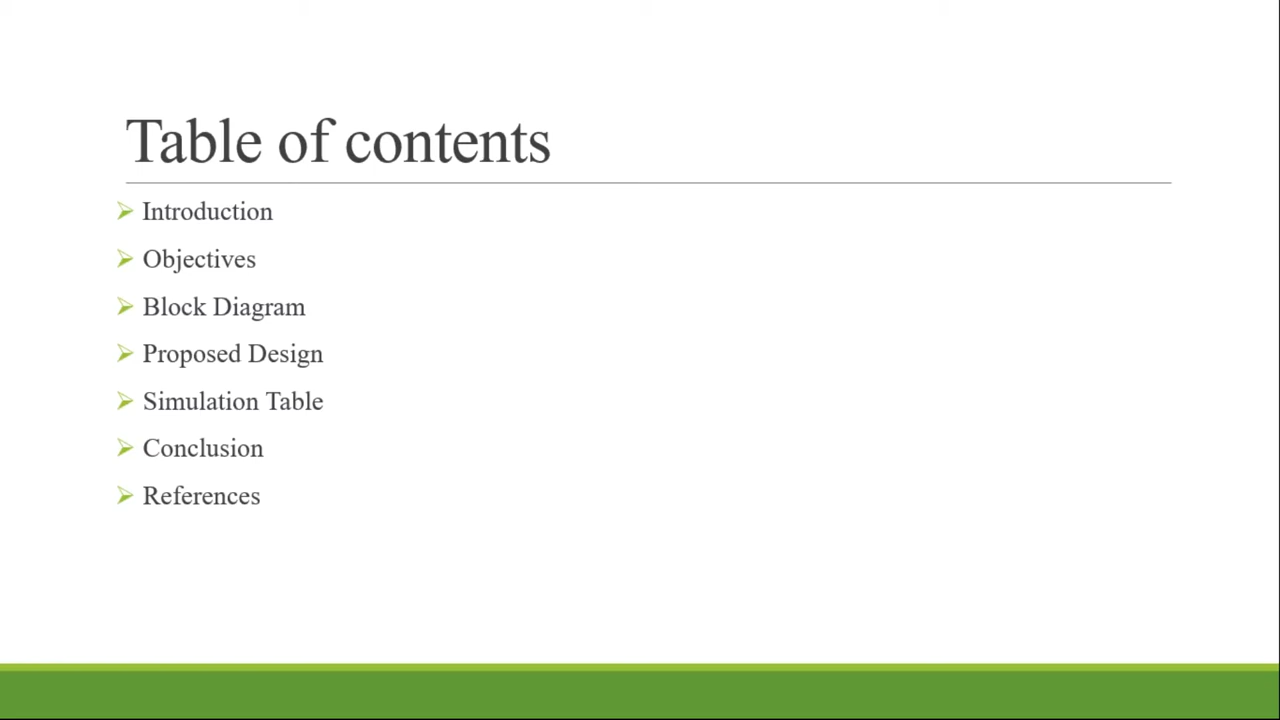 Table of contents
Introduction
Objectives
Block Diagram
Proposed Design
Simulation Table
Conclusion
References